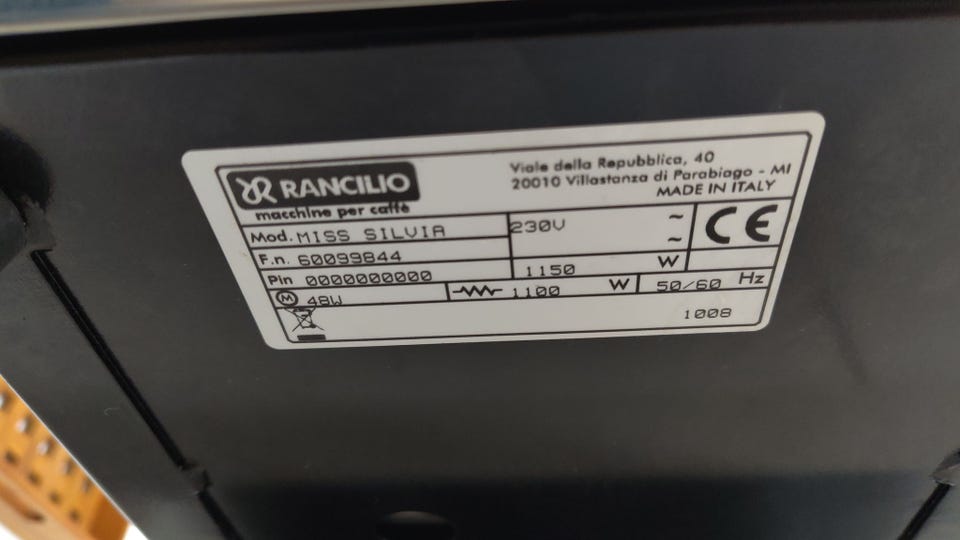 RANCILIO
macchine per caffè
Viale della Repubblica, 40
20010 Villastanza di Parabiago - MI
MADE IN ITALY
Mod. MISS SILVIA
230V ~
~
CE
F.n. 60099844
Pin 0000000000
1150 W
M 48W
1100 W
50/60 Hz
1008